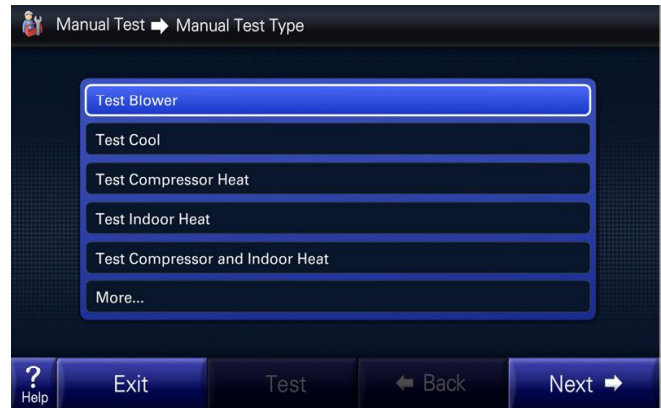 Manual Test ➡ Manual Test Type
Test Blower
Test Cool
Test Compressor Heat
Test Indoor Heat
Test Compressor and Indoor Heat
More...
? Help
Exit
Test
⬅ Back
Next ➡